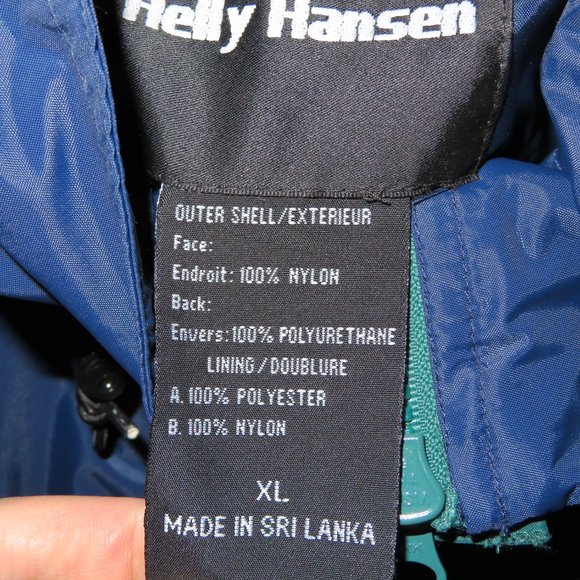 Helly Hansen
OUTER SHELL/EXTERIEUR
Face:
Endroit: 100% NYLON
Back:
Envers: 100% POLYURETHANE
LINING/DOUBLURE
A. 100% POLYESTER
B. 100% NYLON
XL
MADE IN SRI LANKA